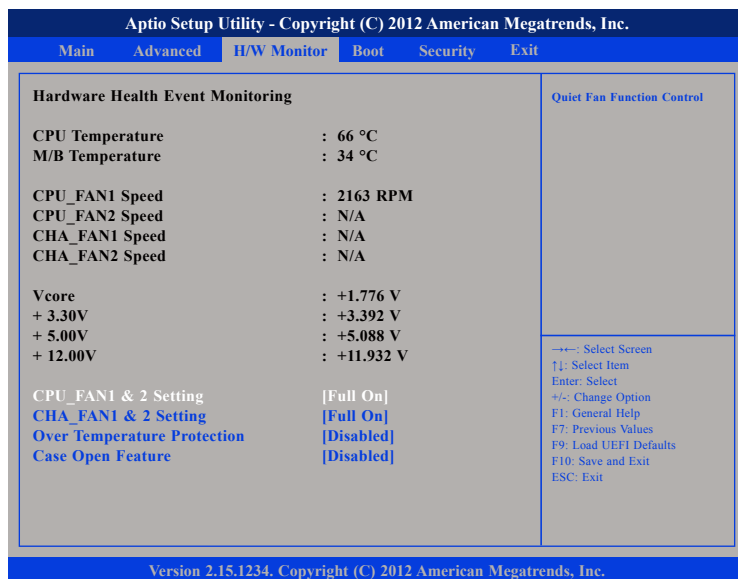 Aptio Setup Utility - Copyright (C) 2012 American Megatrends, Inc.
Main Advanced H/W Monitor Boot Security Exit
Hardware Health Event Monitoring
CPU Temperature : 66 °C
M/B Temperature : 34 °C
CPU_FAN1 Speed : 2163 RPM
CPU_FAN2 Speed : N/A
CHA_FAN1 Speed : N/A
CHA_FAN2 Speed : N/A
Vcore : +1.776 V
+ 3.30V : +3.392 V
+ 5.00V : +5.088 V
+ 12.00V : +11.932 V
CPU_FAN1 & 2 Setting [Full On]
CHA_FAN1 & 2 Setting [Full On]
Over Temperature Protection [Disabled]
Case Open Feature [Disabled]
Quiet Fan Function Control
→←: Select Screen
↑↓: Select Item
Enter: Select
+/-: Change Option
F1: General Help
F7: Previous Values
F9: Load UEFI Defaults
F10: Save and Exit
ESC: Exit
Version 2.15.1234. Copyright (C) 2012 American Megatrends, Inc.